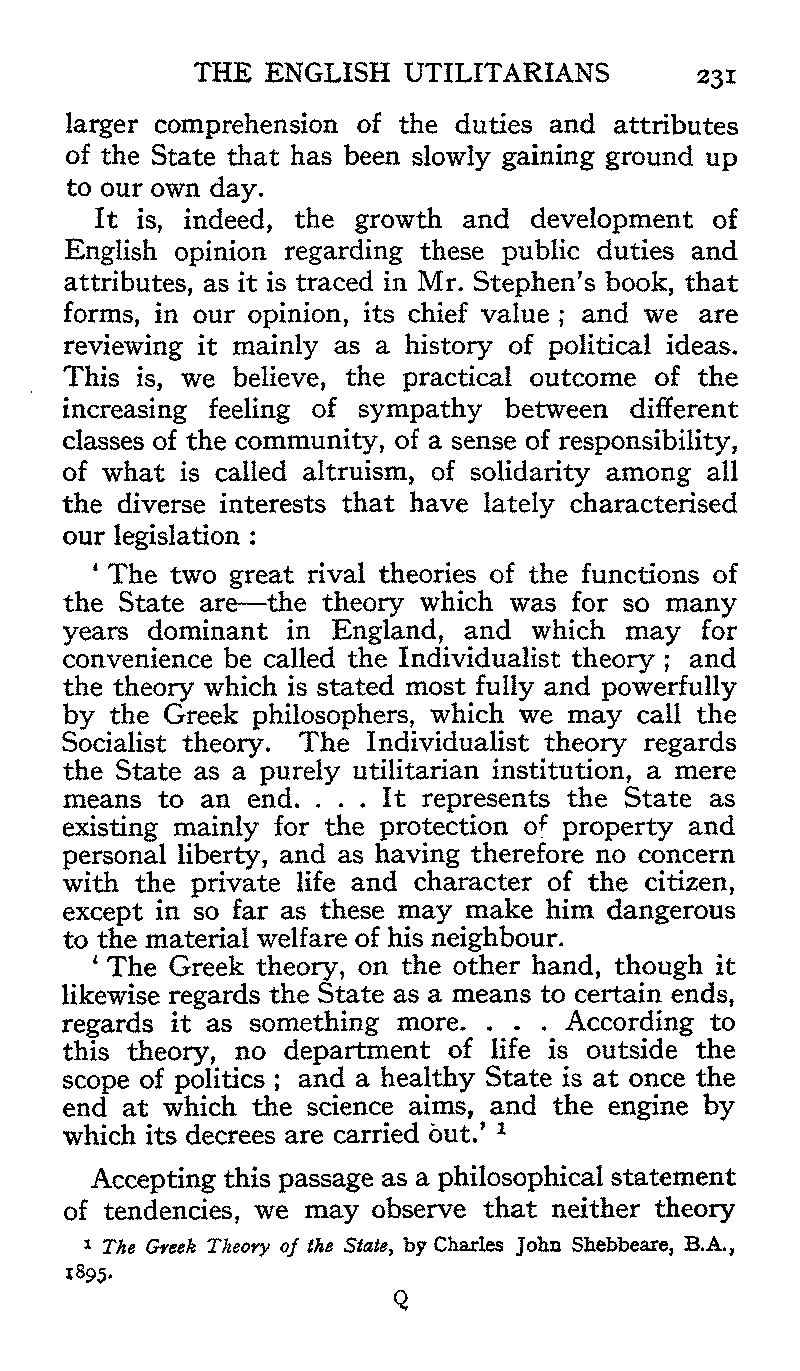 THE ENGLISH UTILITARIANS 231
larger comprehension of the duties and attributes
of the State that has been slowly gaining ground up
to our own day.
It is, indeed, the growth and development of
English opinion regarding these public duties and
attributes, as it is traced in Mr. Stephen's book, that
forms, in our opinion, its chief value ; and we are
reviewing it mainly as a history of political ideas.
This is, we believe, the practical outcome of the
increasing feeling of sympathy between different
classes of the community, of a sense of responsibility,
of what is called altruism, of solidarity among all
the diverse interests that have lately characterised
our legislation :
‘ The two great rival theories of the functions of
the State are—the theory which was for so many
years dominant in England, and which may for
convenience be called the Individualist theory ; and
the theory which is stated most fully and powerfully
by the Greek philosophers, which we may call the
Socialist theory. The Individualist theory regards
the State as a purely utilitarian institution, a mere
means to an end. . . . It represents the State as
existing mainly for the protection of property and
personal liberty, and as having therefore no concern
with the private life and character of the citizen,
except in so far as these may make him dangerous
to the material welfare of his neighbour.
‘ The Greek theory, on the other hand, though it
likewise regards the State as a means to certain ends,
regards it as something more. . . . According to
this theory, no department of life is outside the
scope of politics ; and a healthy State is at once the
end at which the science aims, and the engine by
which its decrees are carried out.’ ¹
Accepting this passage as a philosophical statement
of tendencies, we may observe that neither theory
¹ The Greek Theory of the State, by Charles John Shebbeare, B.A.,
1895.
Q